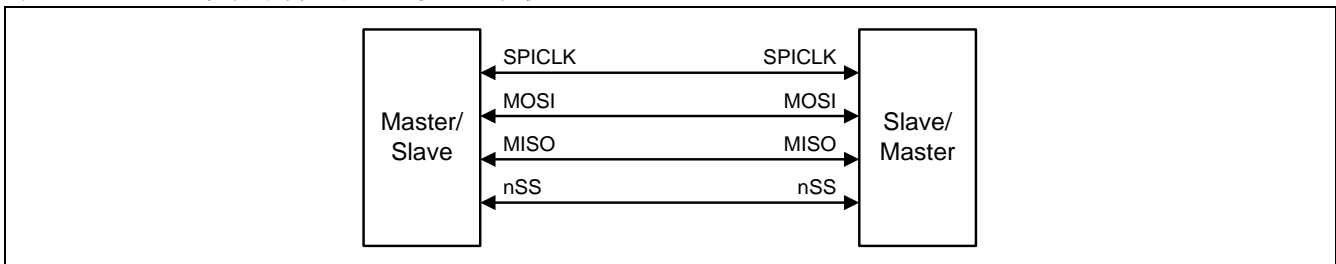 SPICLK SPICLK
MOSI MOSI
Master/ Slave/
Slave MISO MISO Master
nSS nSS